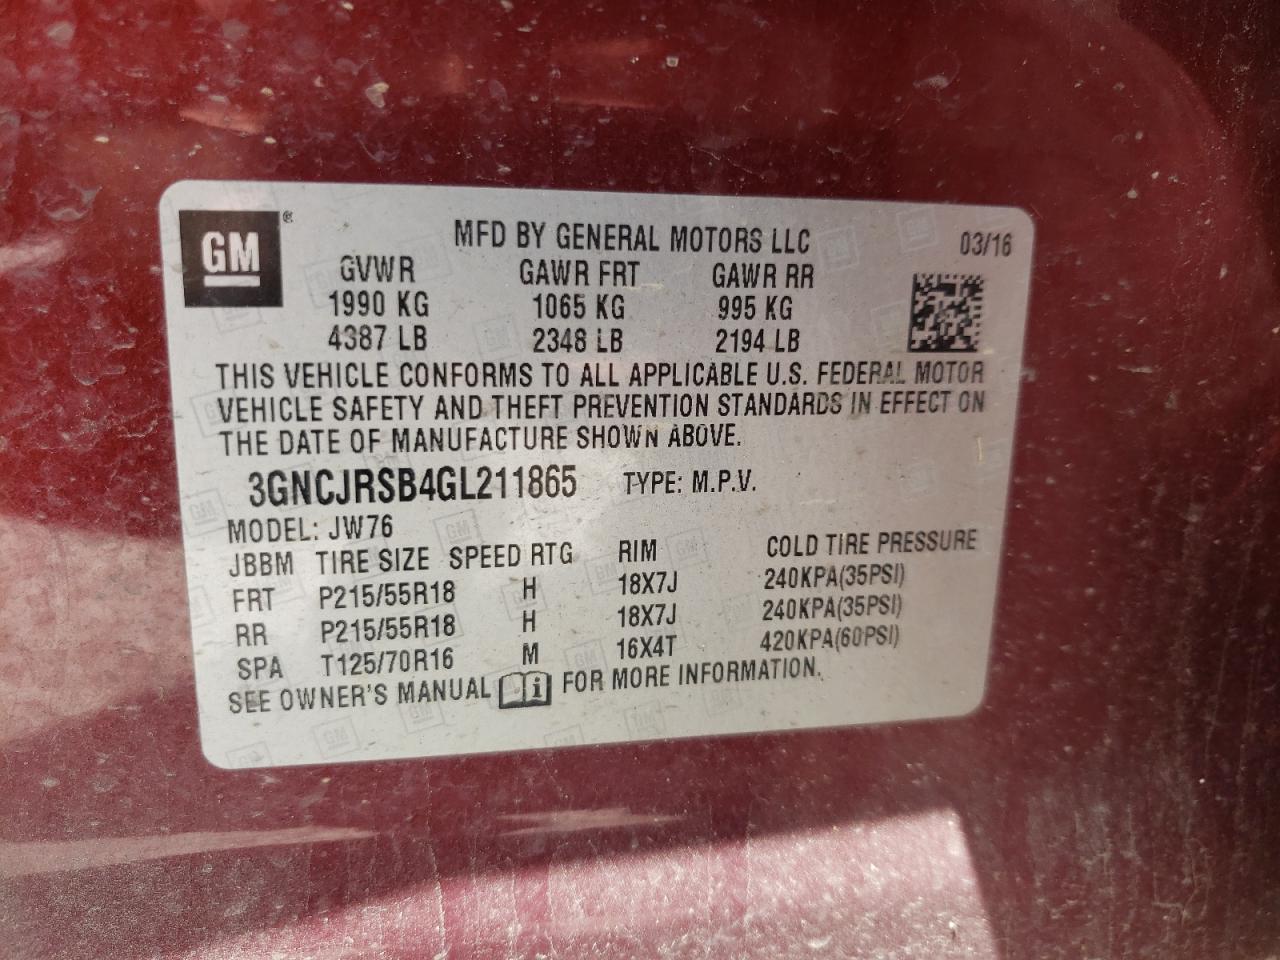 GM ®
MFD BY GENERAL MOTORS LLC 03/16
GVWR GAWR FRT GAWR RR
1990 KG 1065 KG 995 KG
4387 LB 2348 LB 2194 LB
THIS VEHICLE CONFORMS TO ALL APPLICABLE U.S. FEDERAL MOTOR
VEHICLE SAFETY AND THEFT PREVENTION STANDARDS IN EFFECT ON
THE DATE OF MANUFACTURE SHOWN ABOVE.
3GNCJRSB4GL211865 TYPE: M.P.V.
MODEL: JW76
JBBM TIRE SIZE SPEED RTG RIM COLD TIRE PRESSURE
FRT P215/55R18 H 18X7J 240KPA(35PSI)
RR P215/55R18 H 18X7J 240KPA(35PSI)
SPA T125/70R16 M 16X4T 420KPA(60PSI)
SEE OWNER'S MANUAL i FOR MORE INFORMATION.